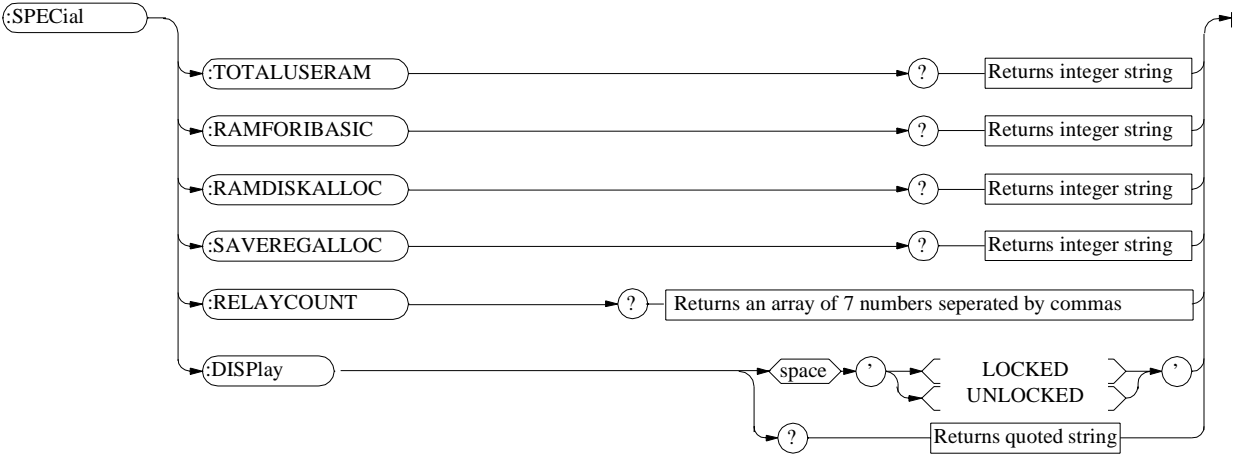 :SPECial
:TOTALUSERAM ? Returns integer string
:RAMFORIBASIC ? Returns integer string
:RAMDISKALLOC ? Returns integer string
:SAVEREGALLOC ? Returns integer string
:RELAYCOUNT ? Returns an array of 7 numbers seperated by commas
:DISPlay space ’ LOCKED ’
UNLOCKED
? Returns quoted string